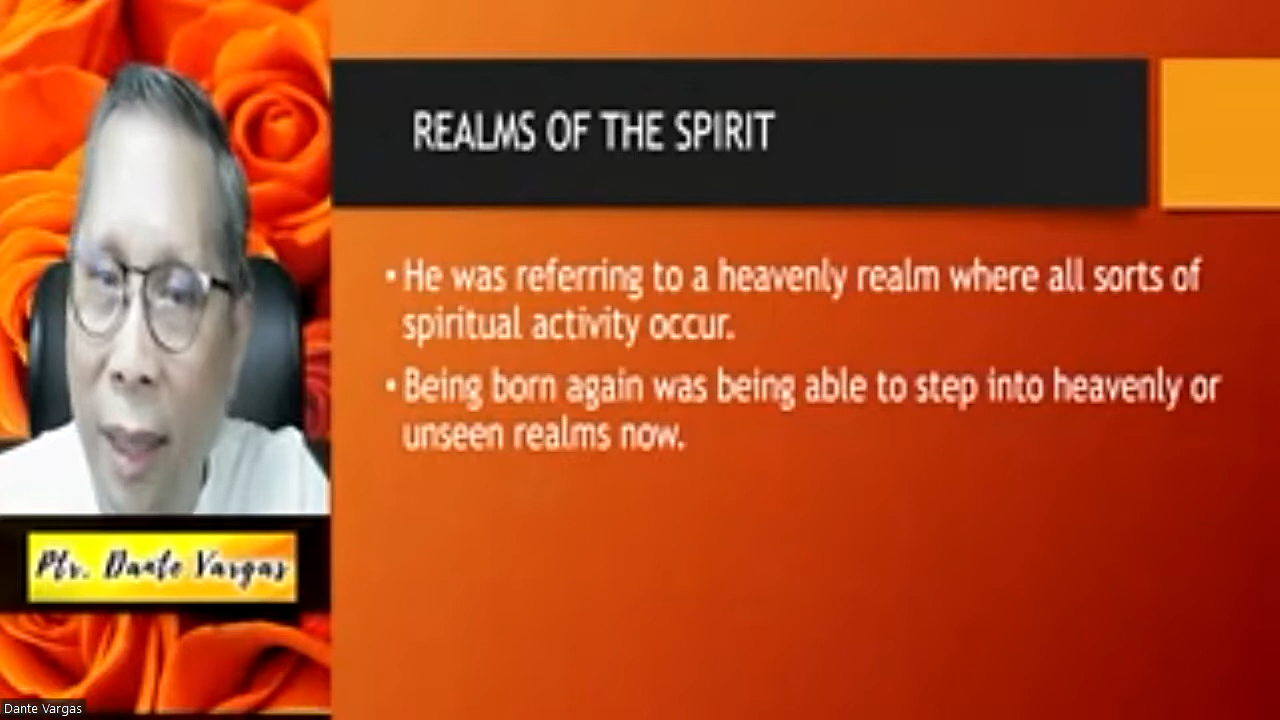 REALMS OF THE SPIRIT
• He was referring to a heavenly realm where all sorts of
spiritual activity occur.
• Being born again was being able to step into heavenly or
unseen realms now.
Ptr. Dante Vargas
Dante Vargas